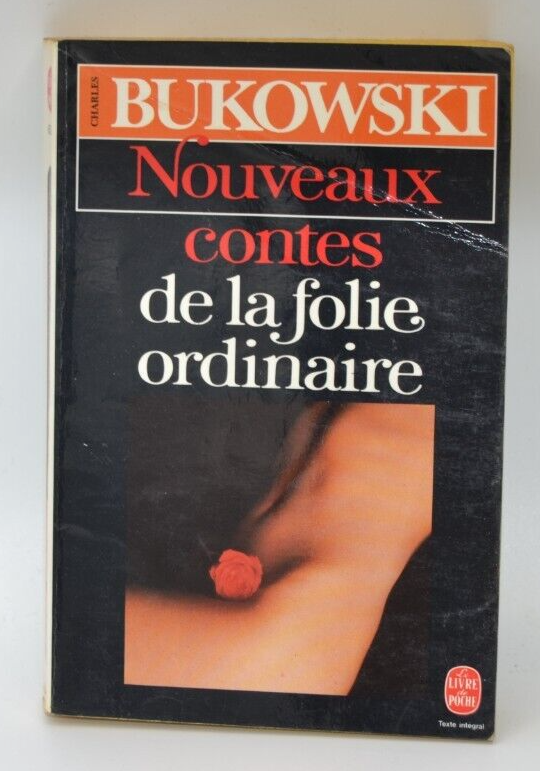 CHARLES
BUKOWSKI
Nouveaux
contes
de la folie
ordinaire
Le
LIVRE
de
POCHE
Texte intégral